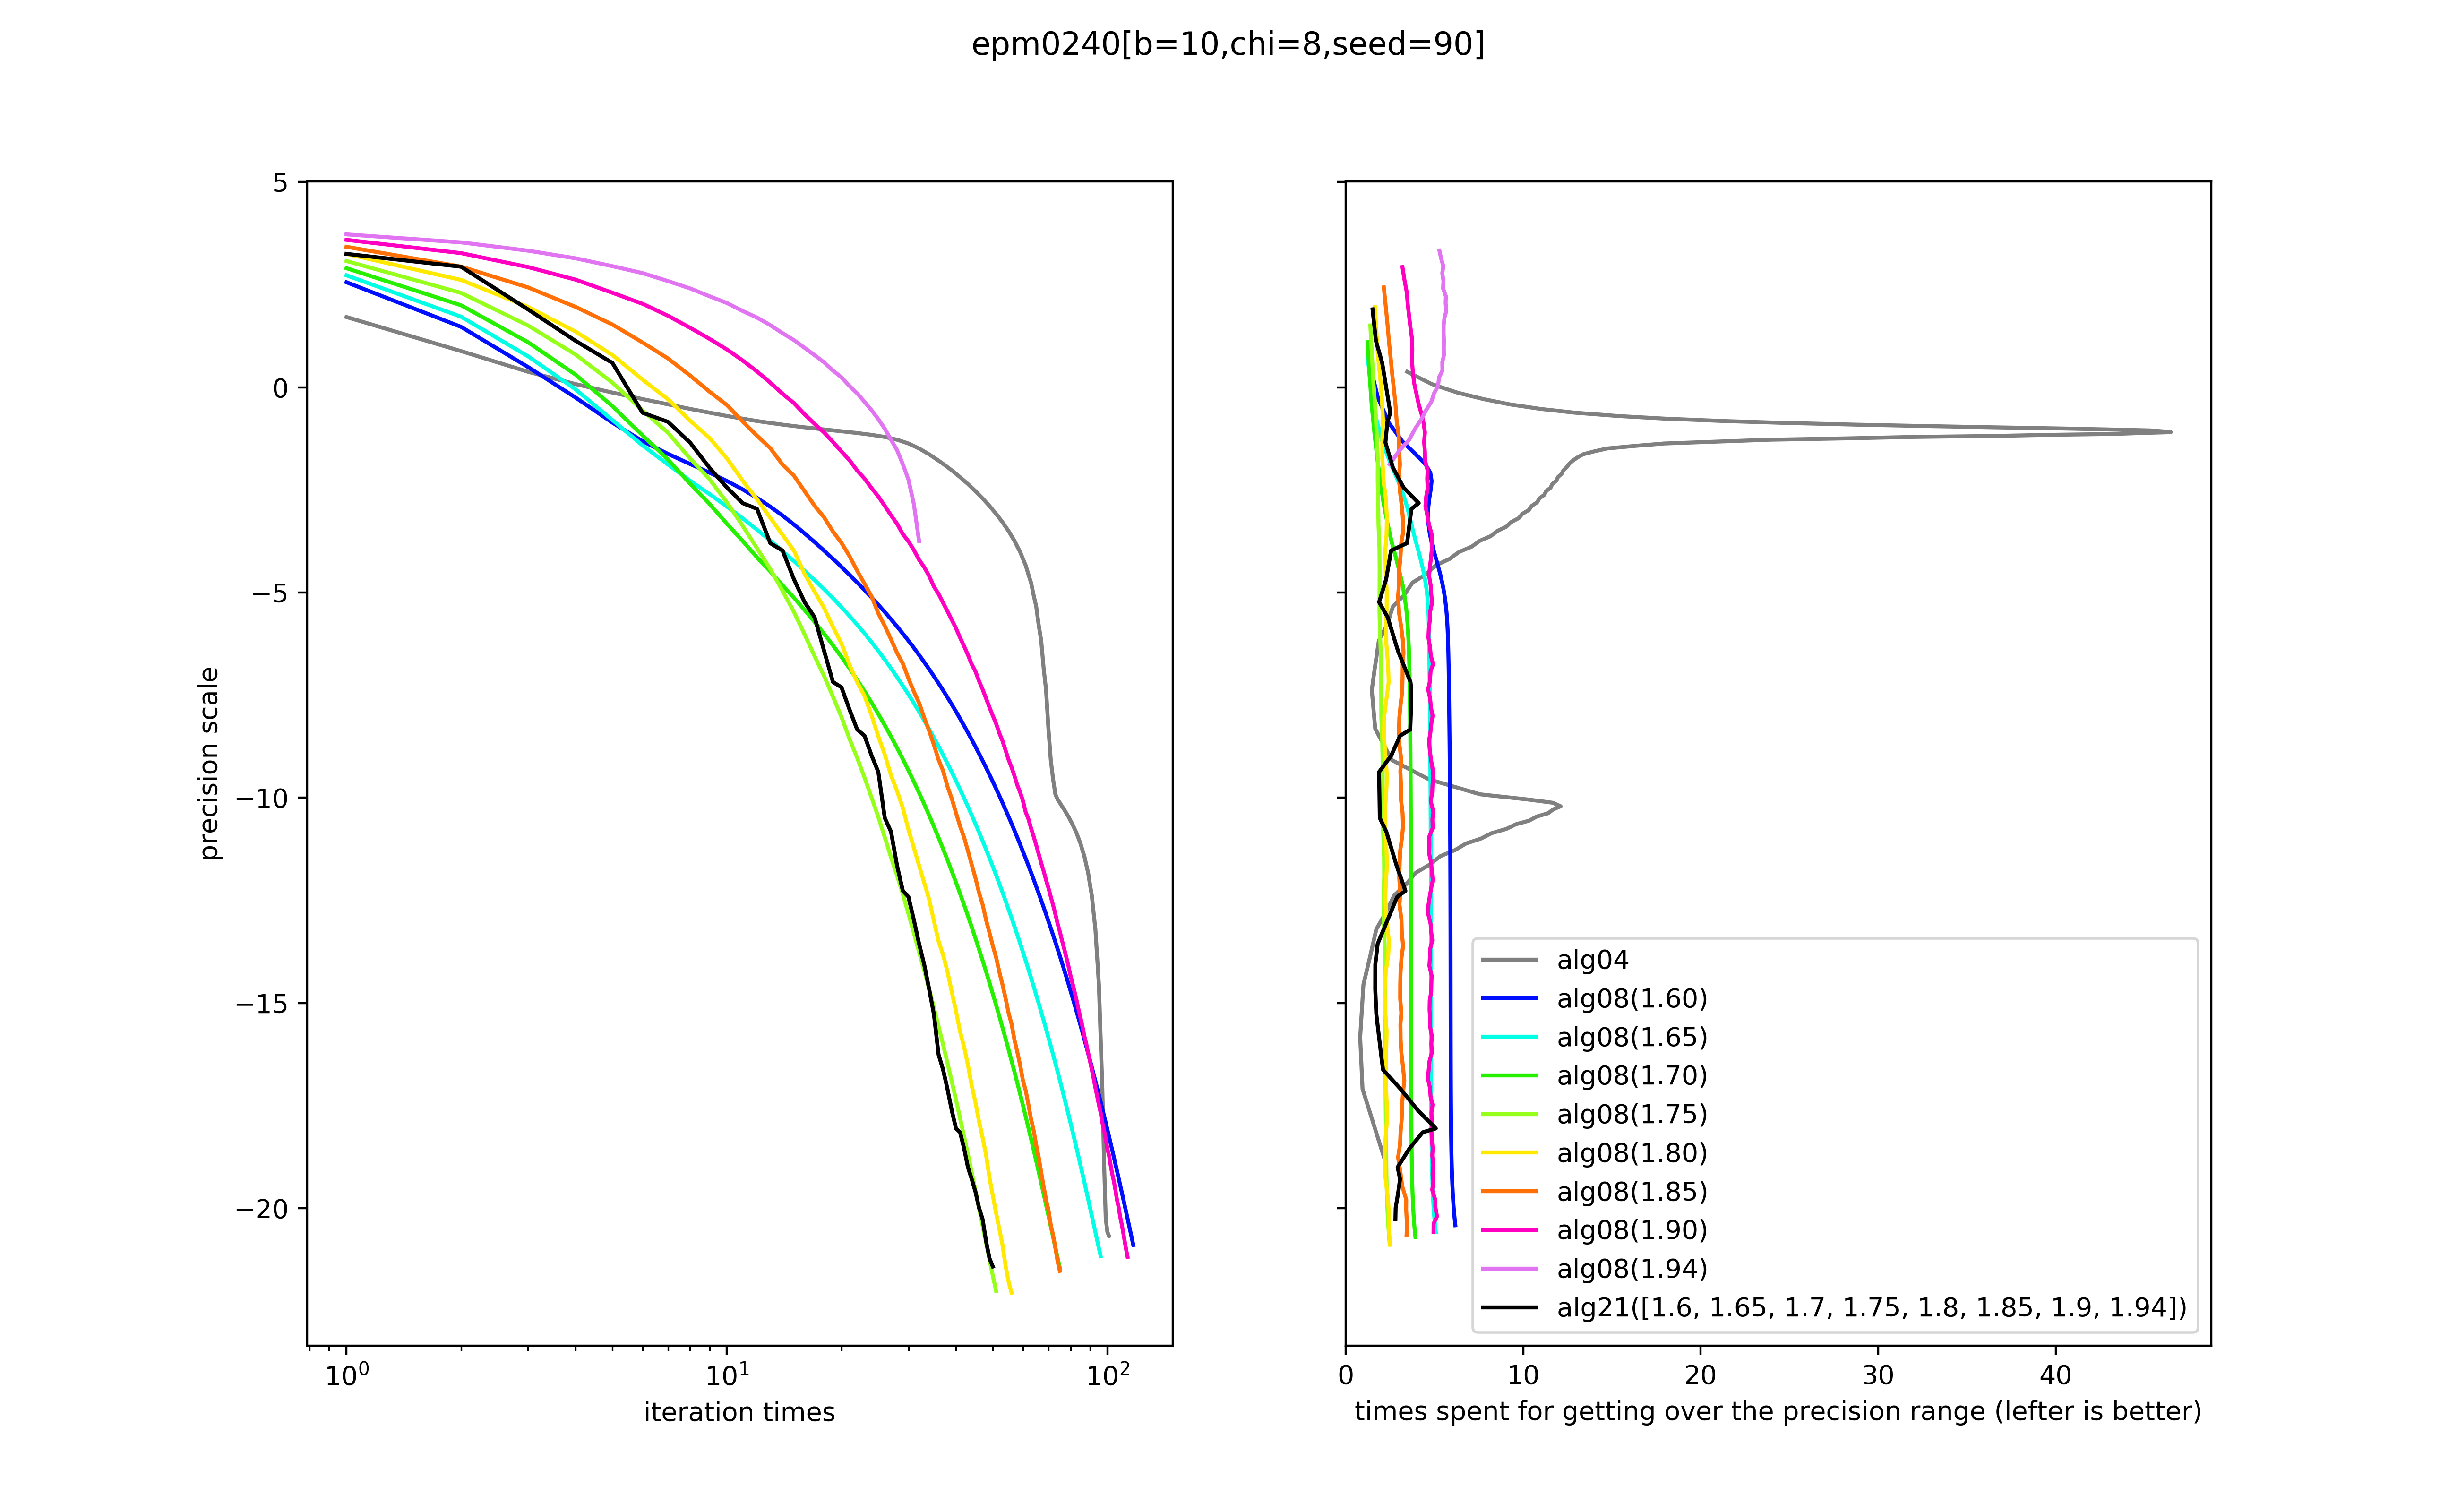 epm0240[b=10,chi=8,seed=90]
5
0
−5
−10
−15
−20
precision scale
10⁰
10¹
10²
iteration times
0
10
20
30
40
times spent for getting over the precision range (lefter is better)
alg04
alg08(1.60)
alg08(1.65)
alg08(1.70)
alg08(1.75)
alg08(1.80)
alg08(1.85)
alg08(1.90)
alg08(1.94)
alg21([1.6, 1.65, 1.7, 1.75, 1.8, 1.85, 1.9, 1.94])